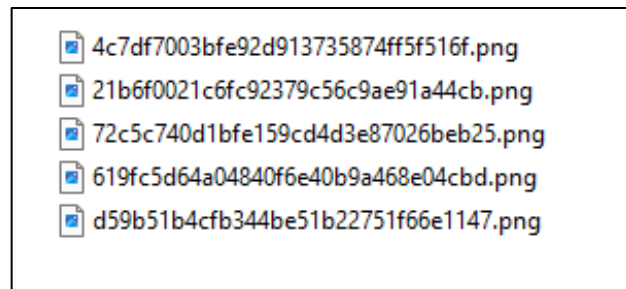 4c7df7003bfe92d913735874ff5f516f.png
21b6f0021c6fc92379c56c9ae91a44cb.png
72c5c740d1bfe159cd4d3e87026beb25.png
619fc5d64a04840f6e40b9a468e04cbd.png
d59b51b4cfb344be51b22751f66e1147.png